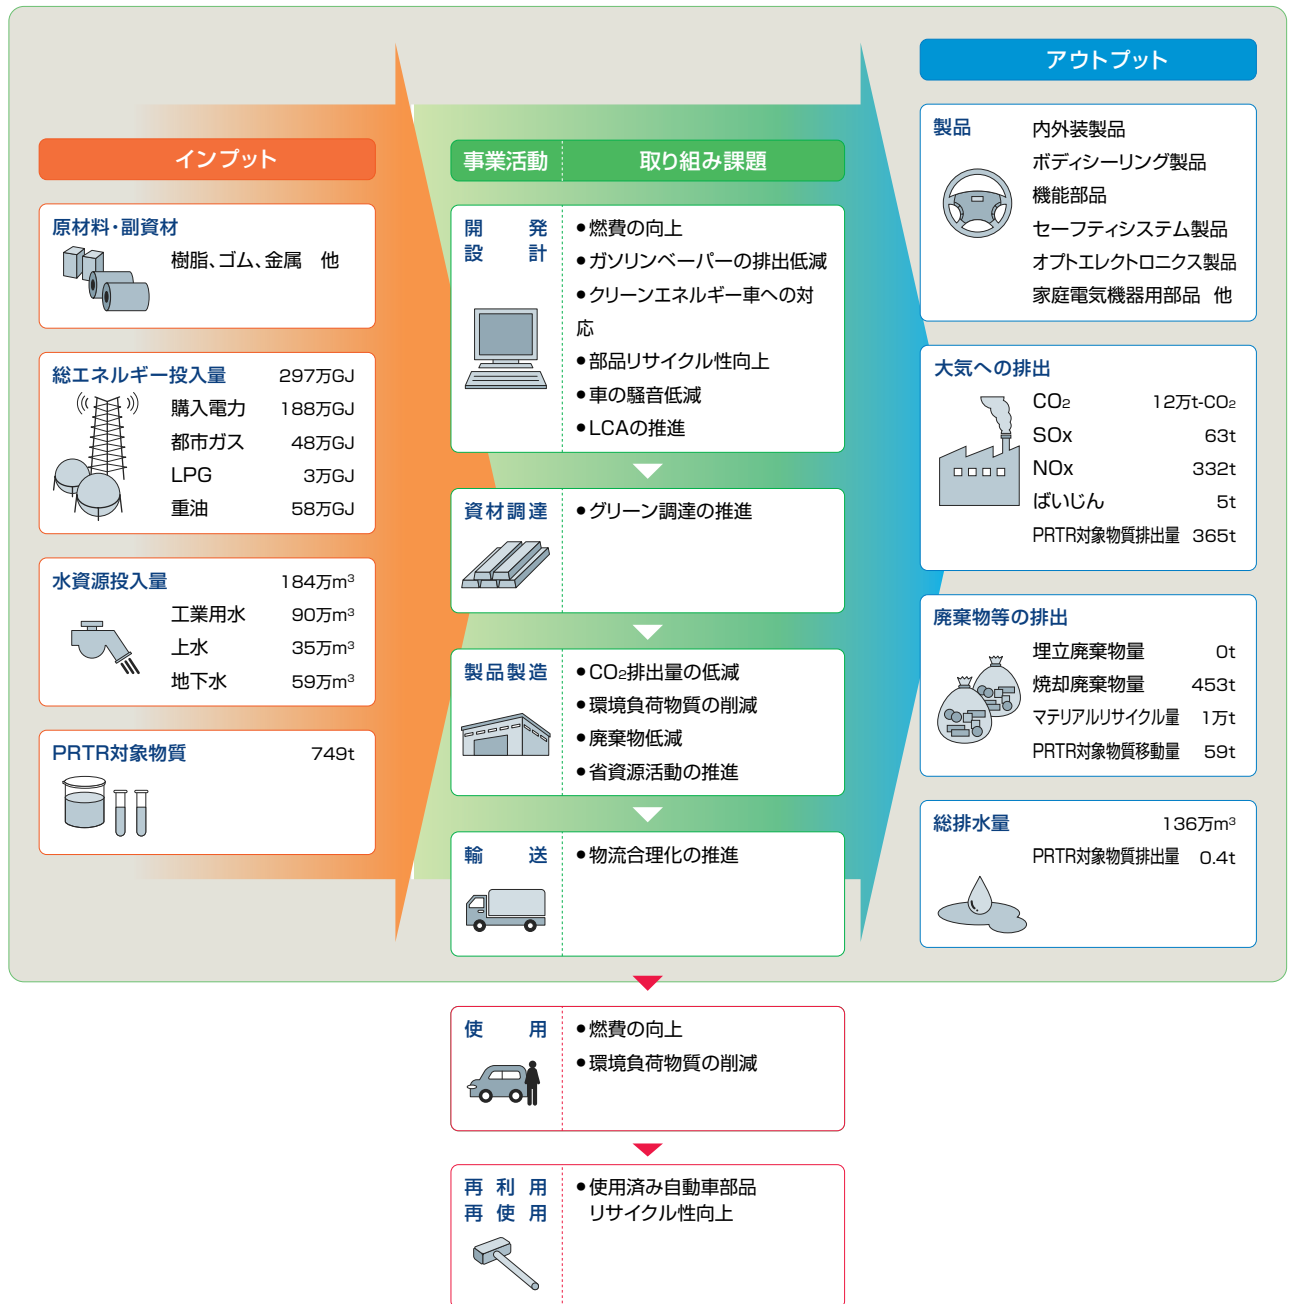 インプット
原材料・副資材
樹脂、ゴム、金属　他
総エネルギー投入量 297万GJ
購入電力 188万GJ
都市ガス 48万GJ
LPG 3万GJ
重油 58万GJ
水資源投入量 184万m³
工業用水 90万m³
上水 35万m³
地下水 59万m³
PRTR対象物質 749t
事業活動 取り組み課題
開発
設計
●燃費の向上
●ガソリンベーパーの排出低減
●クリーンエネルギー車への対
応
●部品リサイクル性向上
●車の騒音低減
●LCAの推進
資材調達
●グリーン調達の推進
製品製造
●CO₂排出量の低減
●環境負荷物質の削減
●廃棄物低減
●省資源活動の推進
輸送
●物流合理化の推進
使用
●燃費の向上
●環境負荷物質の削減
再利用
再使用
●使用済み自動車部品
リサイクル性向上
アウトプット
製品
内外装製品
ボディシーリング製品
機能部品
セーフティシステム製品
オプトエレクトロニクス製品
家庭電気機器用部品　他
大気への排出
CO₂ 12万t-CO₂
SOx 63t
NOx 332t
ばいじん 5t
PRTR対象物質排出量 365t
廃棄物等の排出
埋立廃棄物量 0t
焼却廃棄物量 453t
マテリアルリサイクル量 1万t
PRTR対象物質移動量 59t
総排水量 136万m³
PRTR対象物質排出量 0.4t